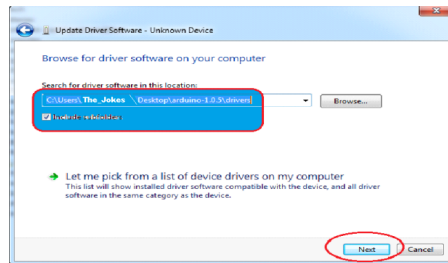 Update Driver Software - Unknown Device
Browse for driver software on your computer
Search for driver software in this location:
C:\Users\ The_Jokes \Desktop\arduino-1.0.5\drivers
Browse...
Include subfolders
Let me pick from a list of device drivers on my computer
This list will show installed driver software compatible with the device, and all driver
software in the same category as the device.
Next
Cancel